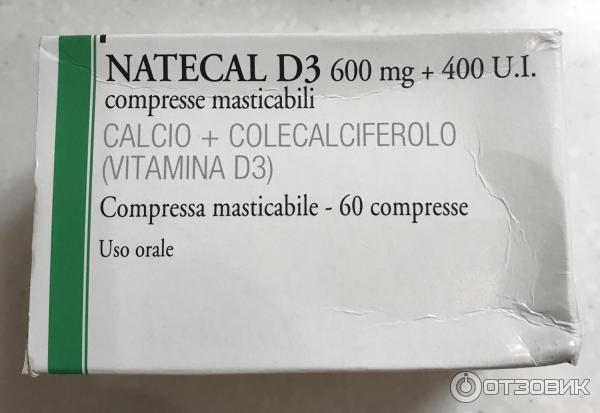 NATECAL D3 600 mg + 400 U.I.
compresse masticabili
CALCIO + COLECALCIFEROLO
(VITAMINA D3)
Compressa masticabile - 60 compresse
Uso orale
ОТЗОВИК